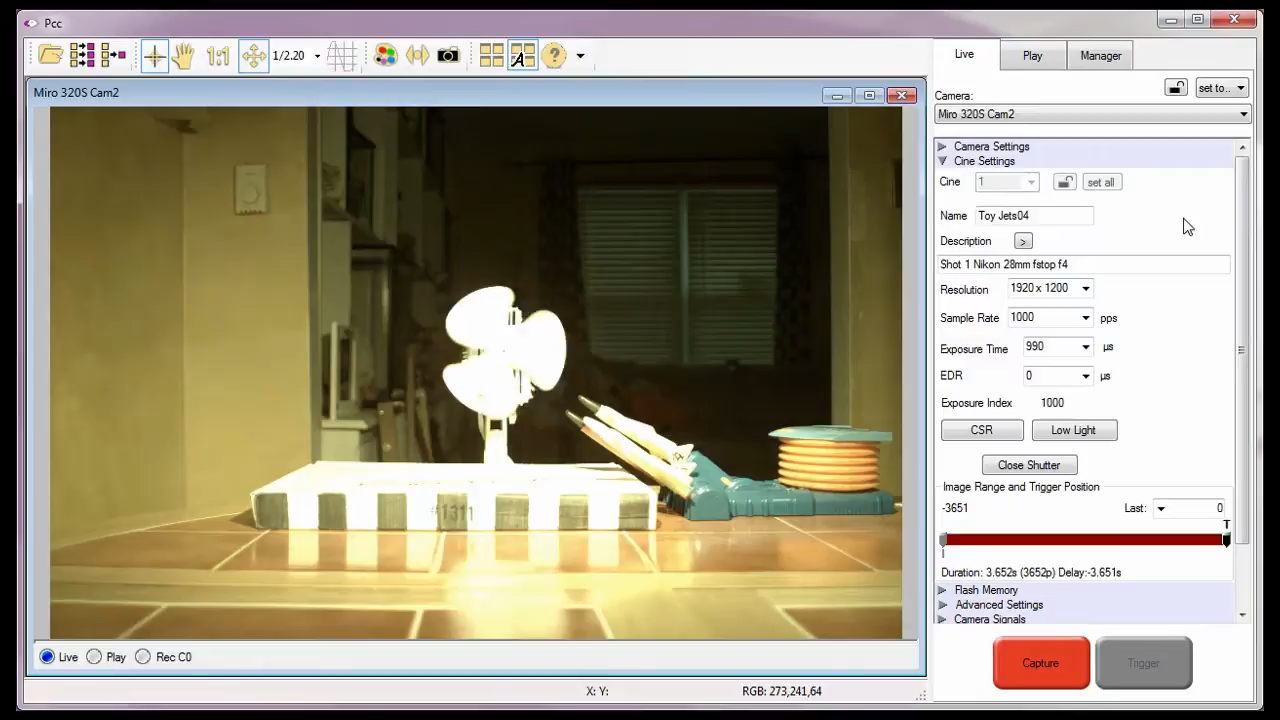 Pcc
1:1
1/2.20
A
?
Miro 320S Cam2
#1311
Live
Play
Rec C0
X: Y:
RGB: 273,241,64
Live
Play
Manager
set to..
Camera:
Miro 320S Cam2
Camera Settings
Cine Settings
Cine
1
set all
Name
Toy Jets04
Description
>
Shot 1 Nikon 28mm fstop f4
Resolution
1920 x 1200
Sample Rate
1000
pps
Exposure Time
990
µs
EDR
0
µs
Exposure Index
1000
CSR
Low Light
Close Shutter
Image Range and Trigger Position
-3651
Last:
0
T
I
Duration: 3.652s (3652p) Delay:-3.651s
Flash Memory
Advanced Settings
Camera Signals
Capture
Trigger